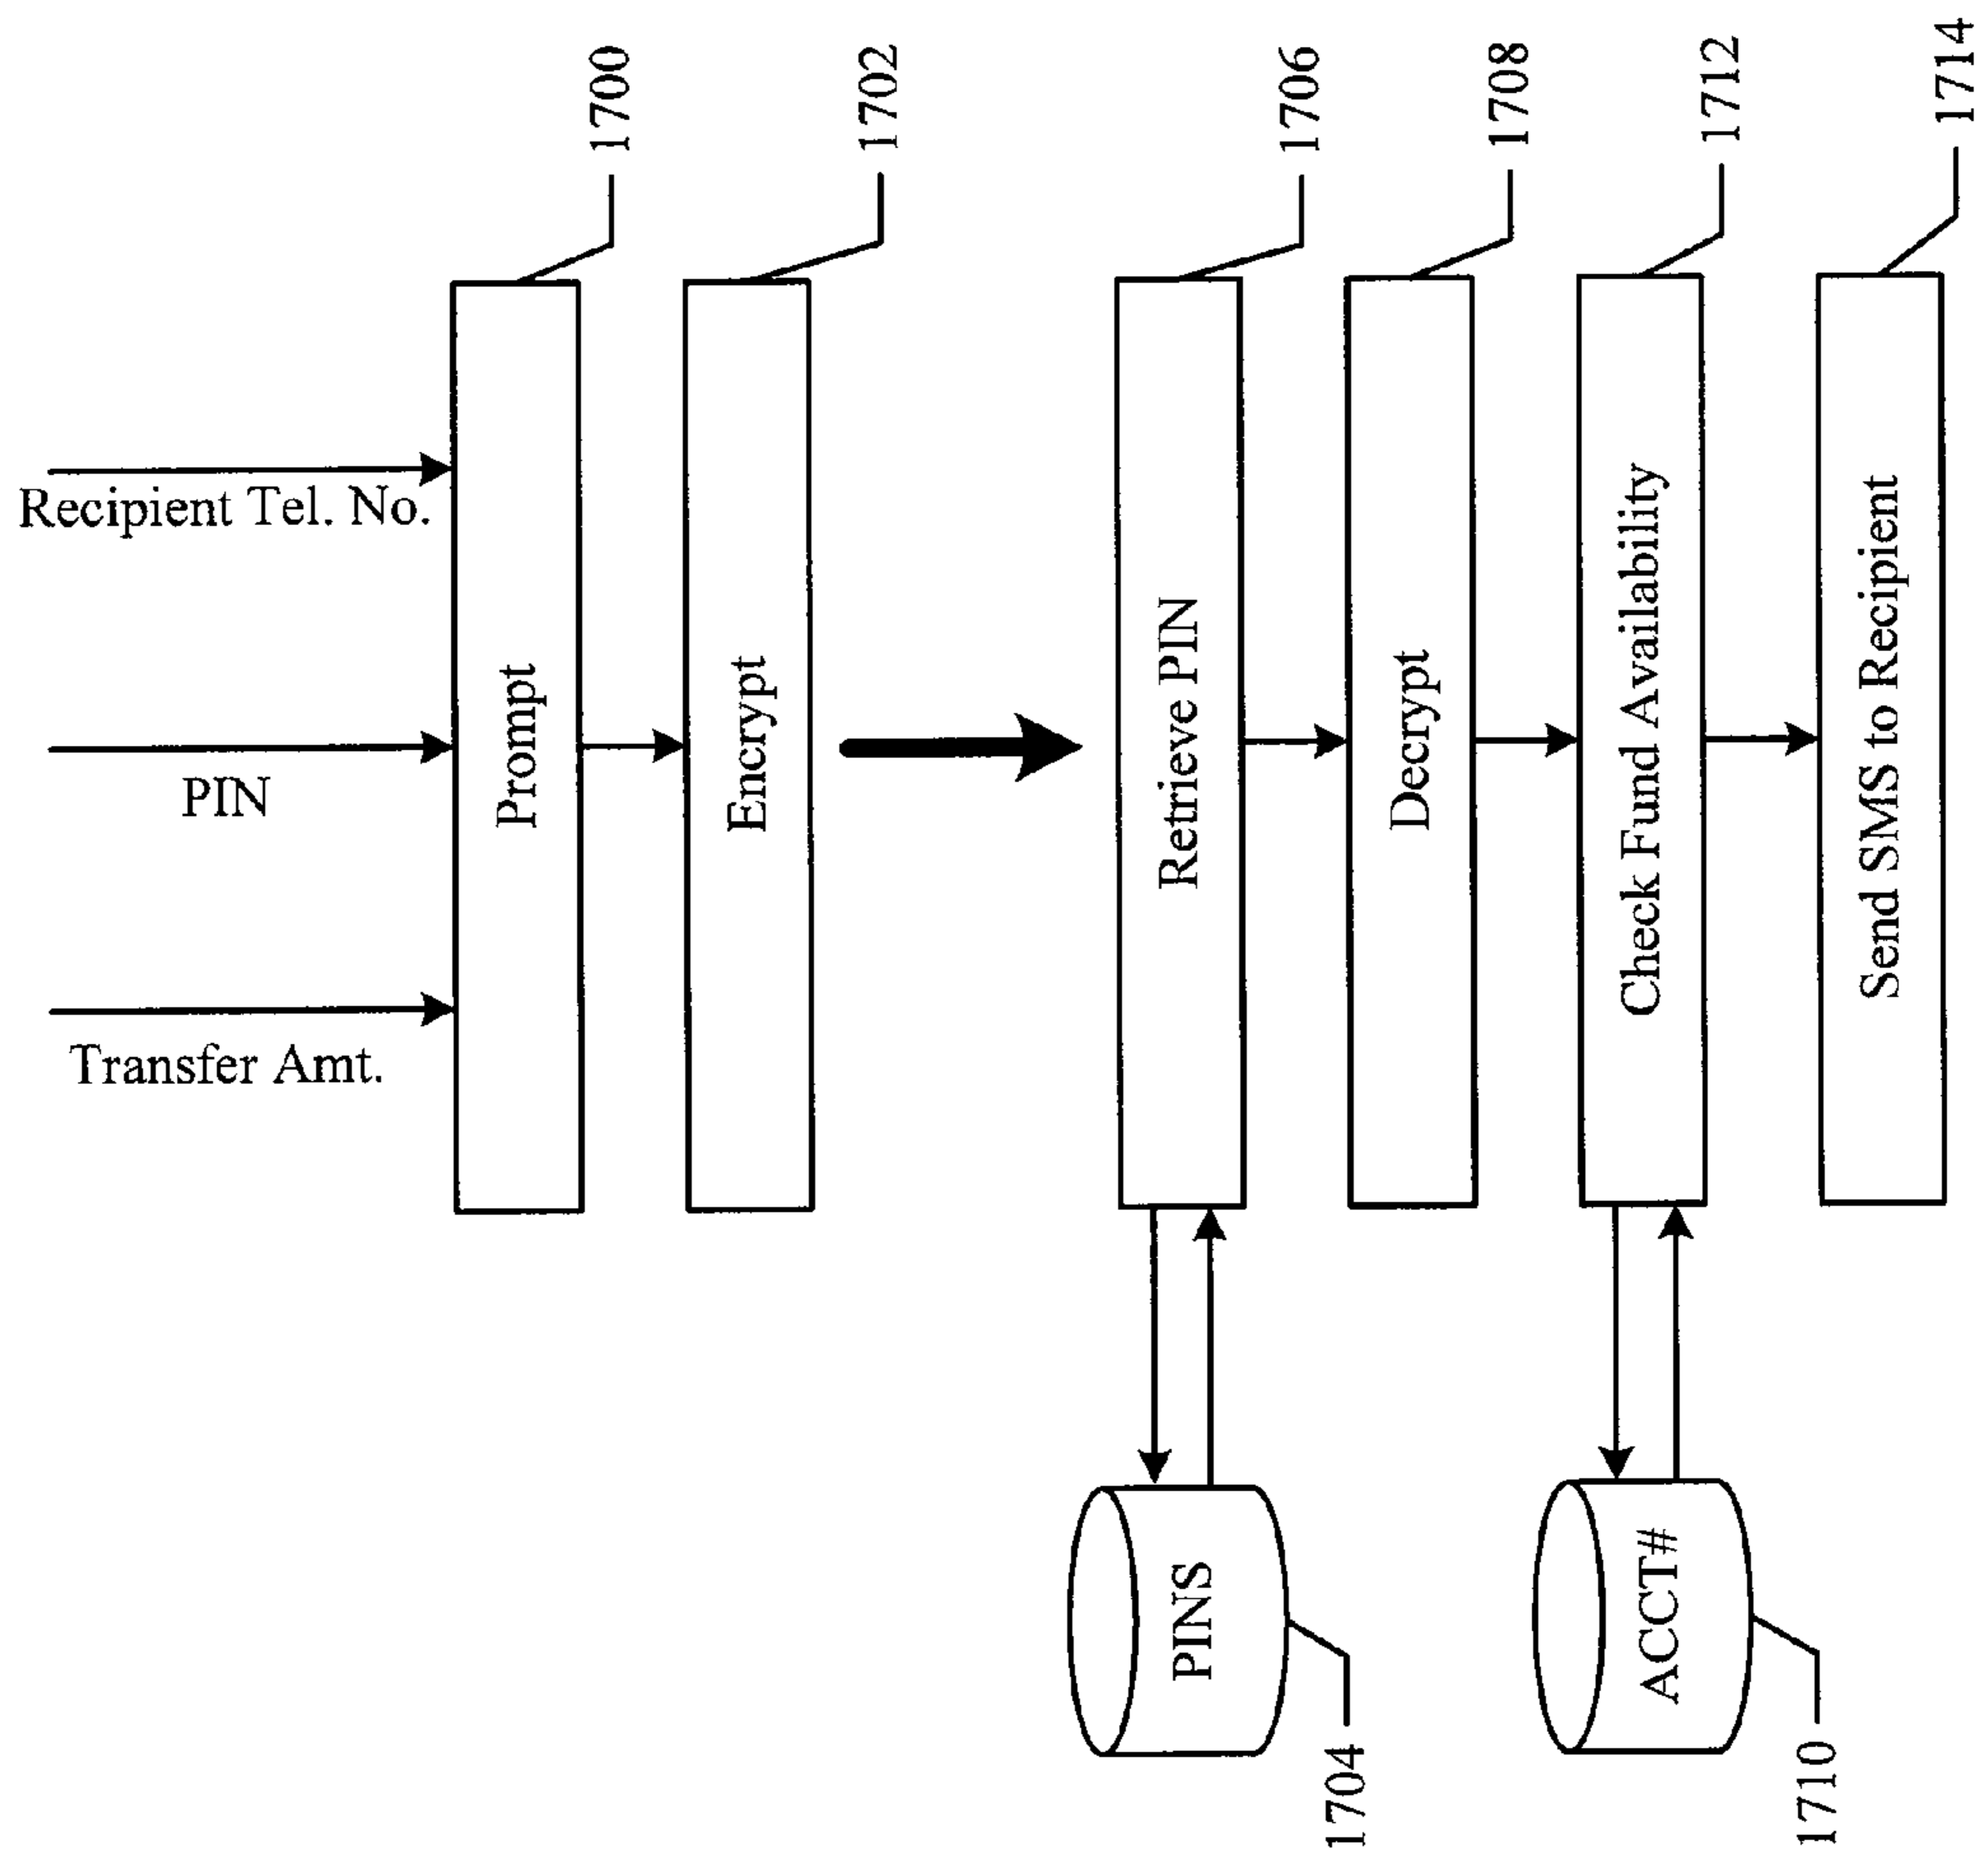 Recipient Tel. No.
PIN
Transfer Amt.
Prompt
1700
Encrypt
1702
PINS
1704
Retrieve PIN
1706
Decrypt
1708
ACCT#
1710
Check Fund Availability
1712
Send SMS to Recipient
1714